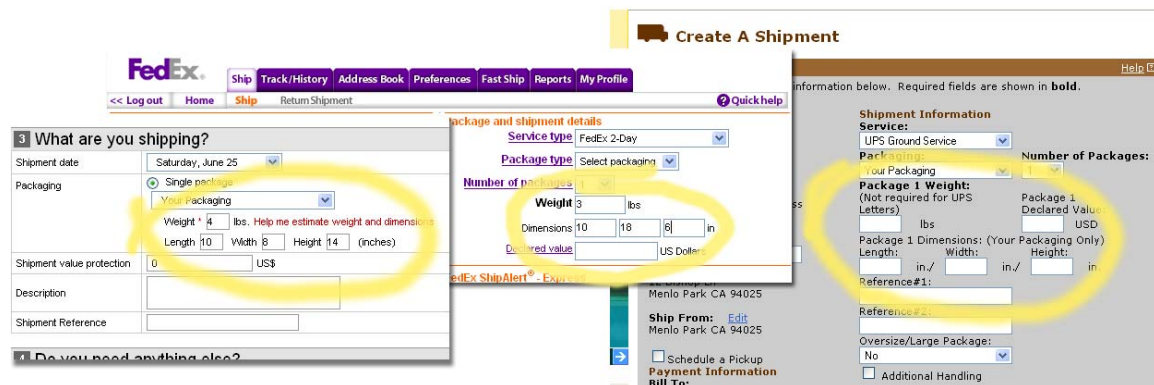 FedEx®
Ship Track/History Address Book Preferences Fast Ship Reports My Profile
<< Log out Home Ship Return Shipment Quick help
ackage and shipment details
Service type FedEx 2-Day
Package type Select packaging
Number of packages 1
Weight 3 lbs
Dimensions 10 18 6 in
Declared value US Dollars
edEx ShipAlert® - Express
3 What are you shipping?
Shipment date Saturday, June 25
Packaging Single package
Your Packaging
Weight * 4 lbs. Help me estimate weight and dimensions
Length 10 Width 8 Height 14 (inches)
Shipment value protection 0 US$
Description
Shipment Reference
4 Do you need anything else?
Create A Shipment
Help ?
information below. Required fields are shown in bold.
Shipment Information
Service:
UPS Ground Service
Packaging: Number of Packages:
Your Packaging 1
Package 1 Weight:
(Not required for UPS Letters) Package 1 Declared Value:
lbs USD
Package 1 Dimensions: (Your Packaging Only)
Length: Width: Height:
in./ in./ in.
Reference#1:
Reference#2:
Oversize/Large Package:
No
Additional Handling
Menlo Park CA 94025
Ship From: Edit
Menlo Park CA 94025
Schedule a Pickup
Payment Information
Bill To: